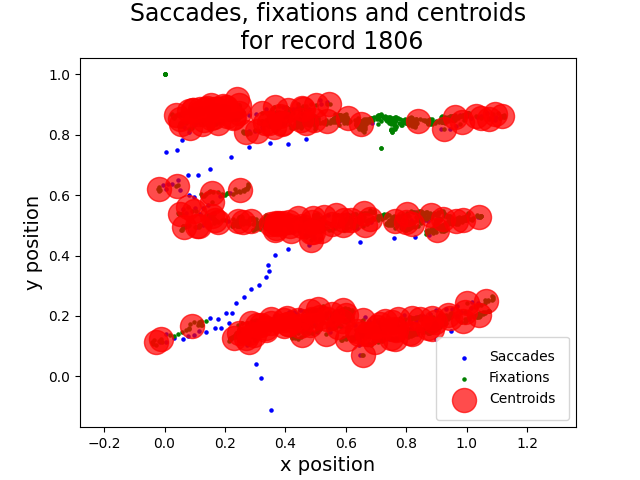 Saccades, fixations and centroids
for record 1806
1.0
0.8
0.6
0.4
0.2
0.0
y position
−0.2
0.0
0.2
0.4
0.6
0.8
1.0
1.2
x position
Saccades
Fixations
Centroids